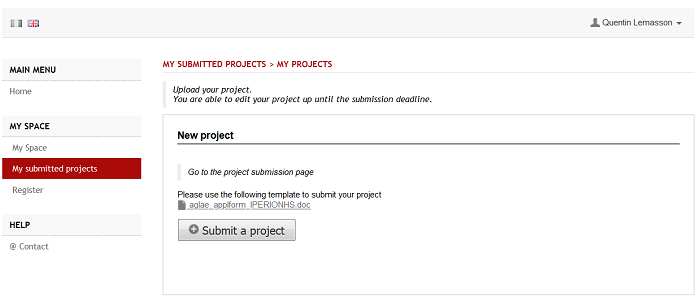 Quentin Lemasson
MAIN MENU
Home
MY SPACE
My Space
My submitted projects
Register
HELP
@ Contact
MY SUBMITTED PROJECTS > MY PROJECTS
Upload your project.
You are able to edit your project up until the submission deadline.
New project
Go to the project submission page
Please use the following template to submit your project
aglae_applform_IPERIONHS.doc
Submit a project